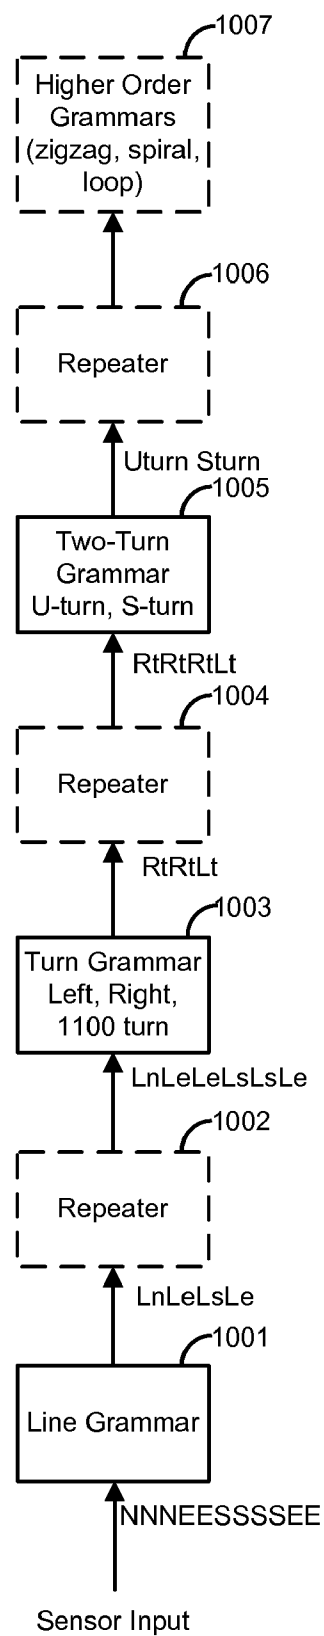 1007
Higher Order
Grammars
(zigzag, spiral,
loop)
1006
Repeater
Uturn Sturn
1005
Two-Turn
Grammar
U-turn, S-turn
RtRtRtLt
1004
Repeater
RtRtLt
1003
Turn Grammar
Left, Right,
1100 turn
LnLeLeLsLsLe
1002
Repeater
LnLeLsLe
1001
Line Grammar
NNNEESSSSEE
Sensor Input